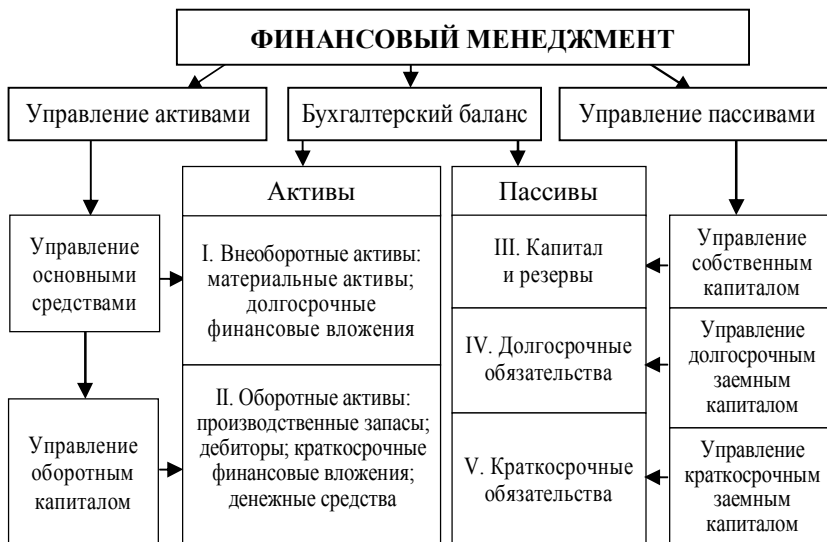 ФИНАНСОВЫЙ МЕНЕДЖМЕНТ
Управление активами
Бухгалтерский баланс
Управление пассивами
Активы
Пассивы
Управление
основными
средствами
I. Внеоборотные активы:
материальные активы;
долгосрочные
финансовые вложения
III. Капитал
и резервы
Управление
собственным
капиталом
IV. Долгосрочные
обязательства
Управление
долгосрочным
заемным
капиталом
Управление
оборотным
капиталом
II. Оборотные активы:
производственные запасы;
дебиторы; краткосрочные
финансовые вложения;
денежные средства
V. Краткосрочные
обязательства
Управление
краткосрочным
заемным
капиталом